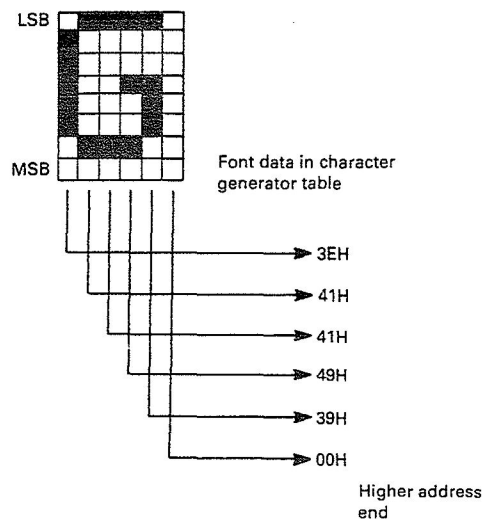 LSB
MSB
Font data in character
generator table
3EH
41H
41H
49H
39H
00H
Higher address
end